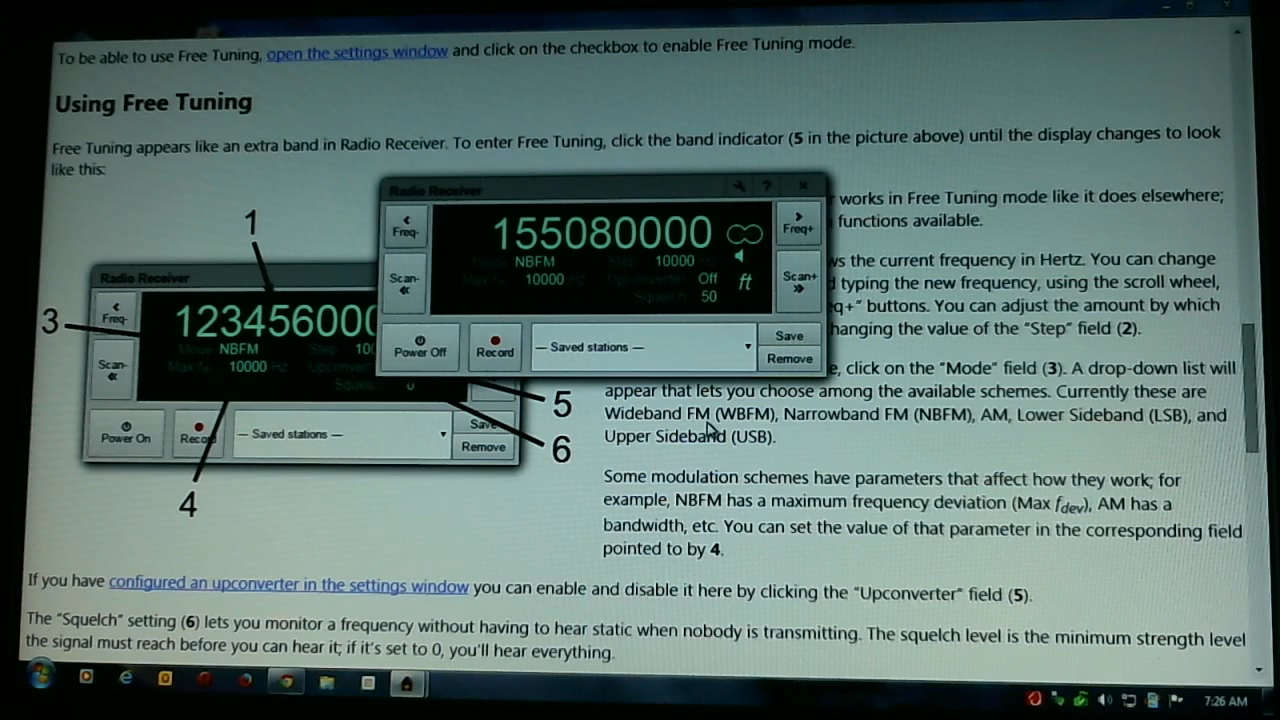 To be able to use Free Tuning, open the settings window and click on the checkbox to enable Free Tuning mode.
Using Free Tuning
Free Tuning appears like an extra band in Radio Receiver. To enter Free Tuning, click the band indicator (5 in the picture above) until the display changes to look
like this:
works in Free Tuning mode like it does elsewhere;
functions available.
the current frequency in Hertz. You can change
typing the new frequency, using the scroll wheel,
buttons. You can adjust the amount by which
hanging the value of the "Step" field (2).
click on the "Mode" field (3). A drop-down list will
appear that lets you choose among the available schemes. Currently these are
Wideband FM (WBFM), Narrowband FM (NBFM), AM, Lower Sideband (LSB), and
Upper Sideband (USB).
Some modulation schemes have parameters that affect how they work; for
example, NBFM has a maximum frequency deviation (Max fdev), AM has a
bandwidth, etc. You can set the value of that parameter in the corresponding field
pointed to by 4.
Radio Receiver ?
Freq-
155080000
Freq+
Mode NBFM Step 10000 Hz
Max f 10000 Hz Upconverter Off
ft
Squelch 50
Scan-
Scan+
Power Off
Record
— Saved stations —
Save
Remove
1
3
4
5
6
Radio Receiver
Freq-
123456000
Mode NBFM Step
Max f 10000 Hz
0
Scan-
Power On
— Saved stations —
Remove
If you have configured an upconverter in the settings window you can enable and disable it here by clicking the "Upconverter" field (5).
The "Squelch" setting (6) lets you monitor a frequency without having to hear static when nobody is transmitting. The squelch level is the minimum strength level
the signal must reach before you can hear it; if it's set to 0, you'll hear everything.
7:26 AM